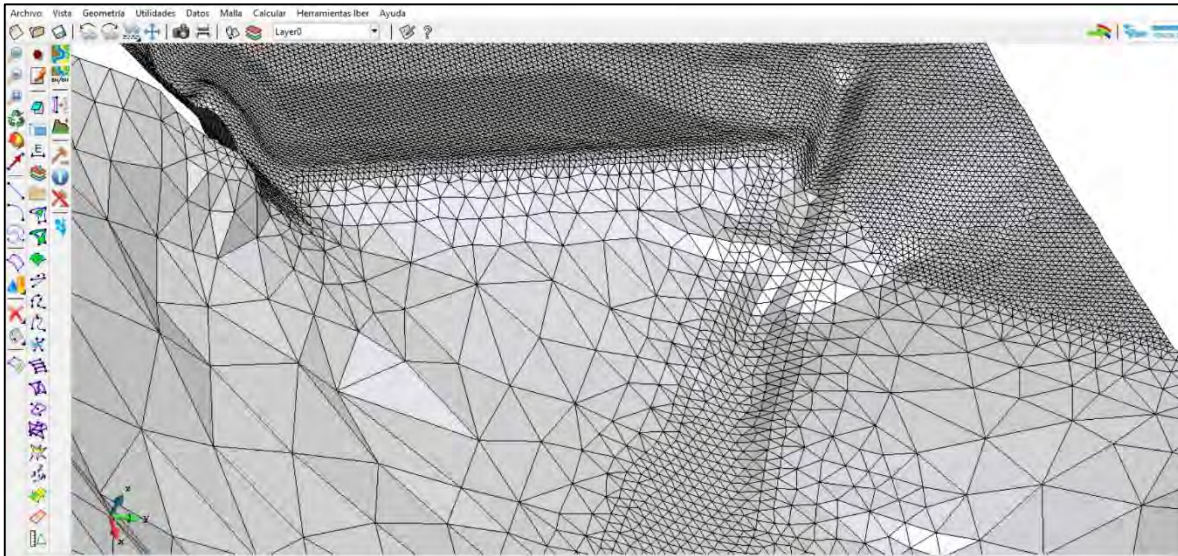 Archivo: Vista Geometría Utilidades Datos Malla Calcular Herramientas Iber Ayuda
Layer0
E
x
y
x